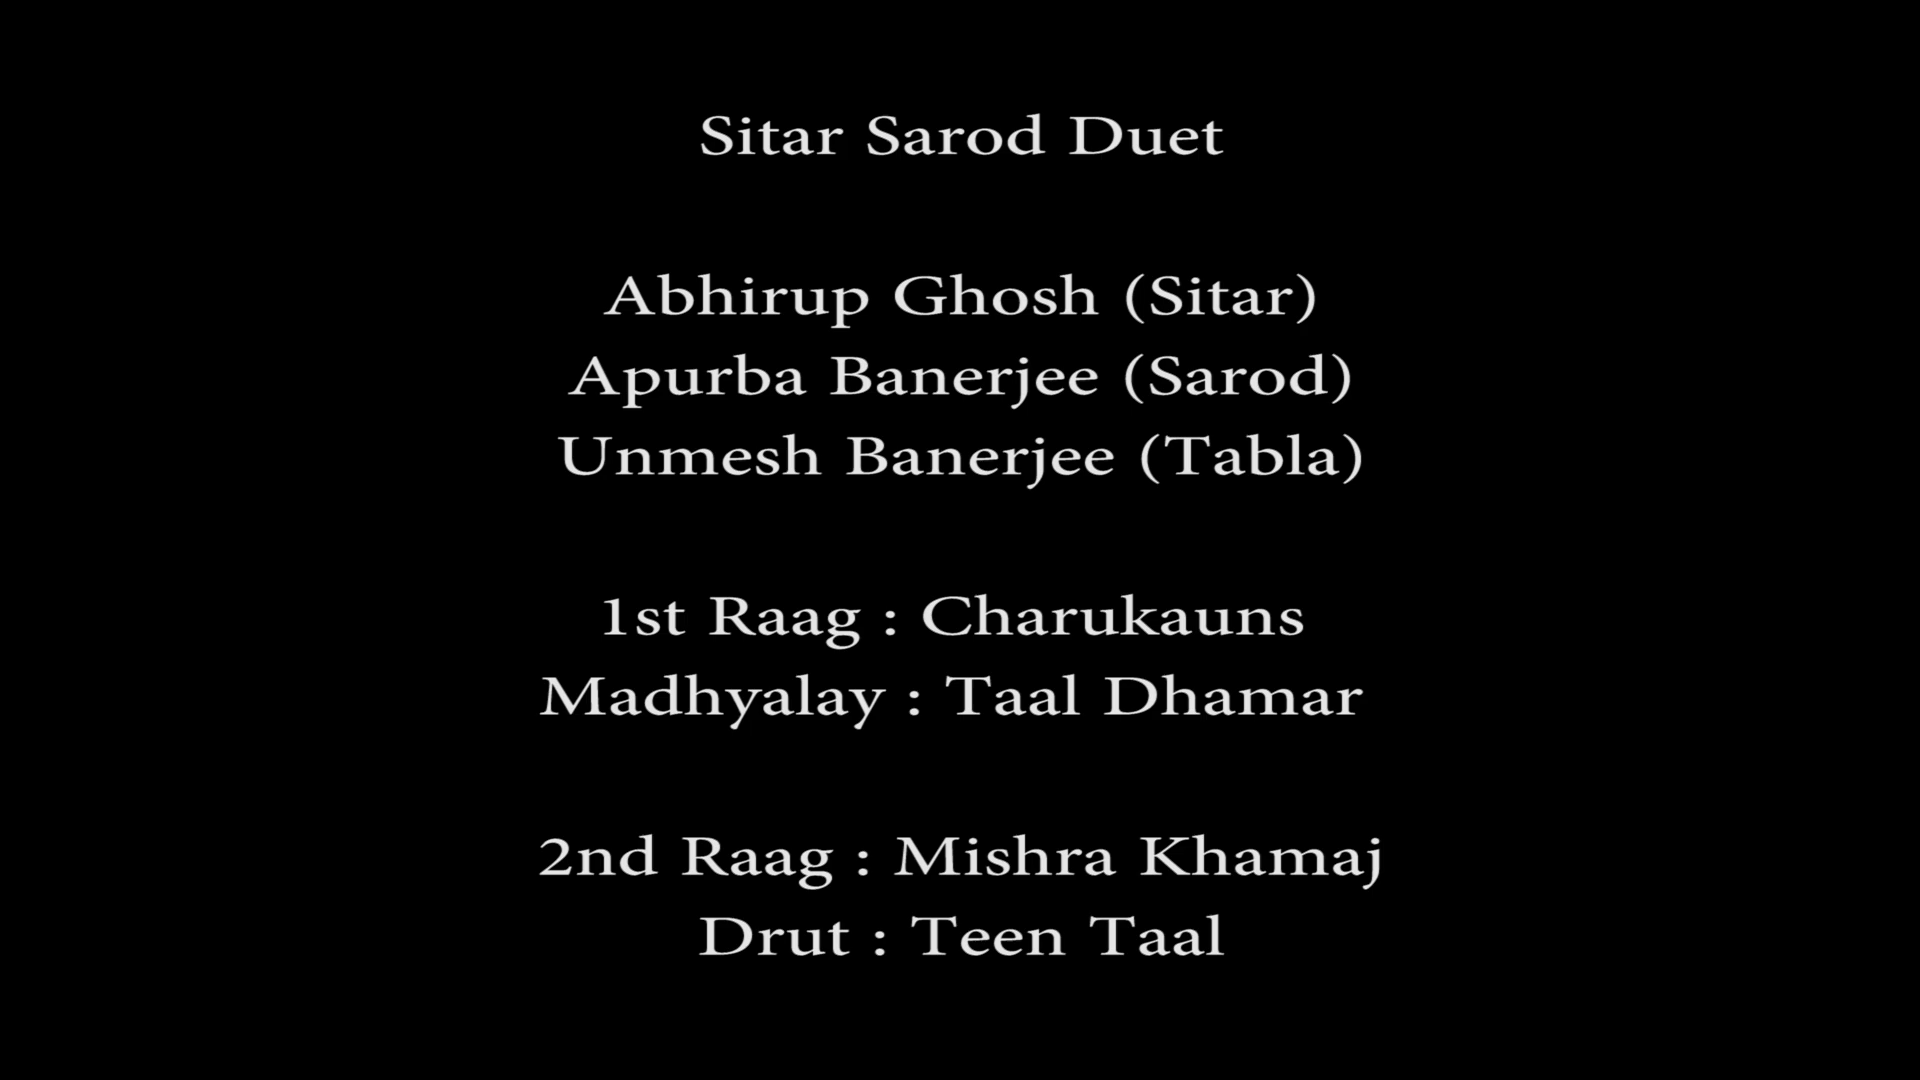 Sitar Sarod Duet
Abhirup Ghosh (Sitar)
Apurba Banerjee (Sarod)
Unmesh Banerjee (Tabla)
1st Raag : Charukauns
Madhyalay : Taal Dhamar
2nd Raag : Mishra Khamaj
Drut : Teen Taal